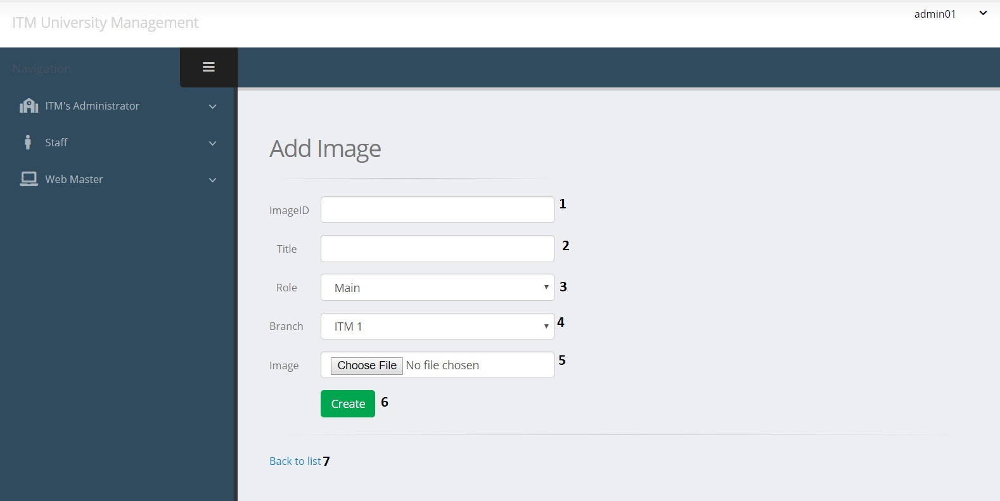 ITM University Management
admin01
Navigation
ITM's Administrator
Staff
Web Master
Add Image
ImageID 1
Title 2
Role Main 3
Branch ITM 1 4
Image Choose File No file chosen 5
Create 6
Back to list 7